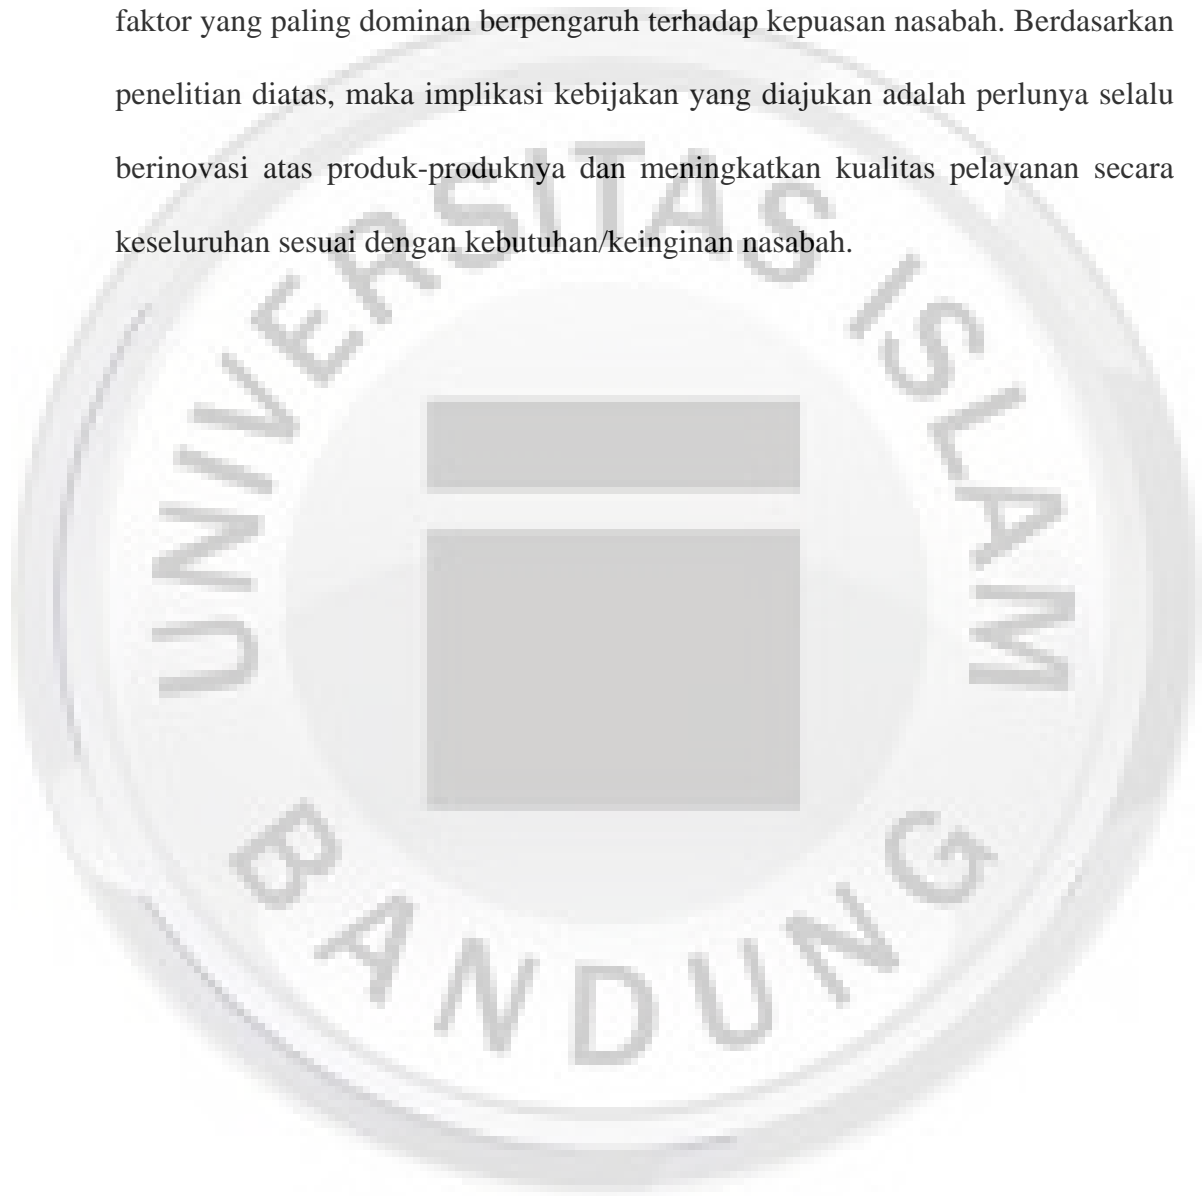 faktor yang paling dominan berpengaruh terhadap kepuasan nasabah. Berdasarkan
penelitian diatas, maka implikasi kebijakan yang diajukan adalah perlunya selalu
berinovasi atas produk-produknya dan meningkatkan kualitas pelayanan secara
keseluruhan sesuai dengan kebutuhan/keinginan nasabah.
UNIVERSITAS ISLAM
BANDUNG